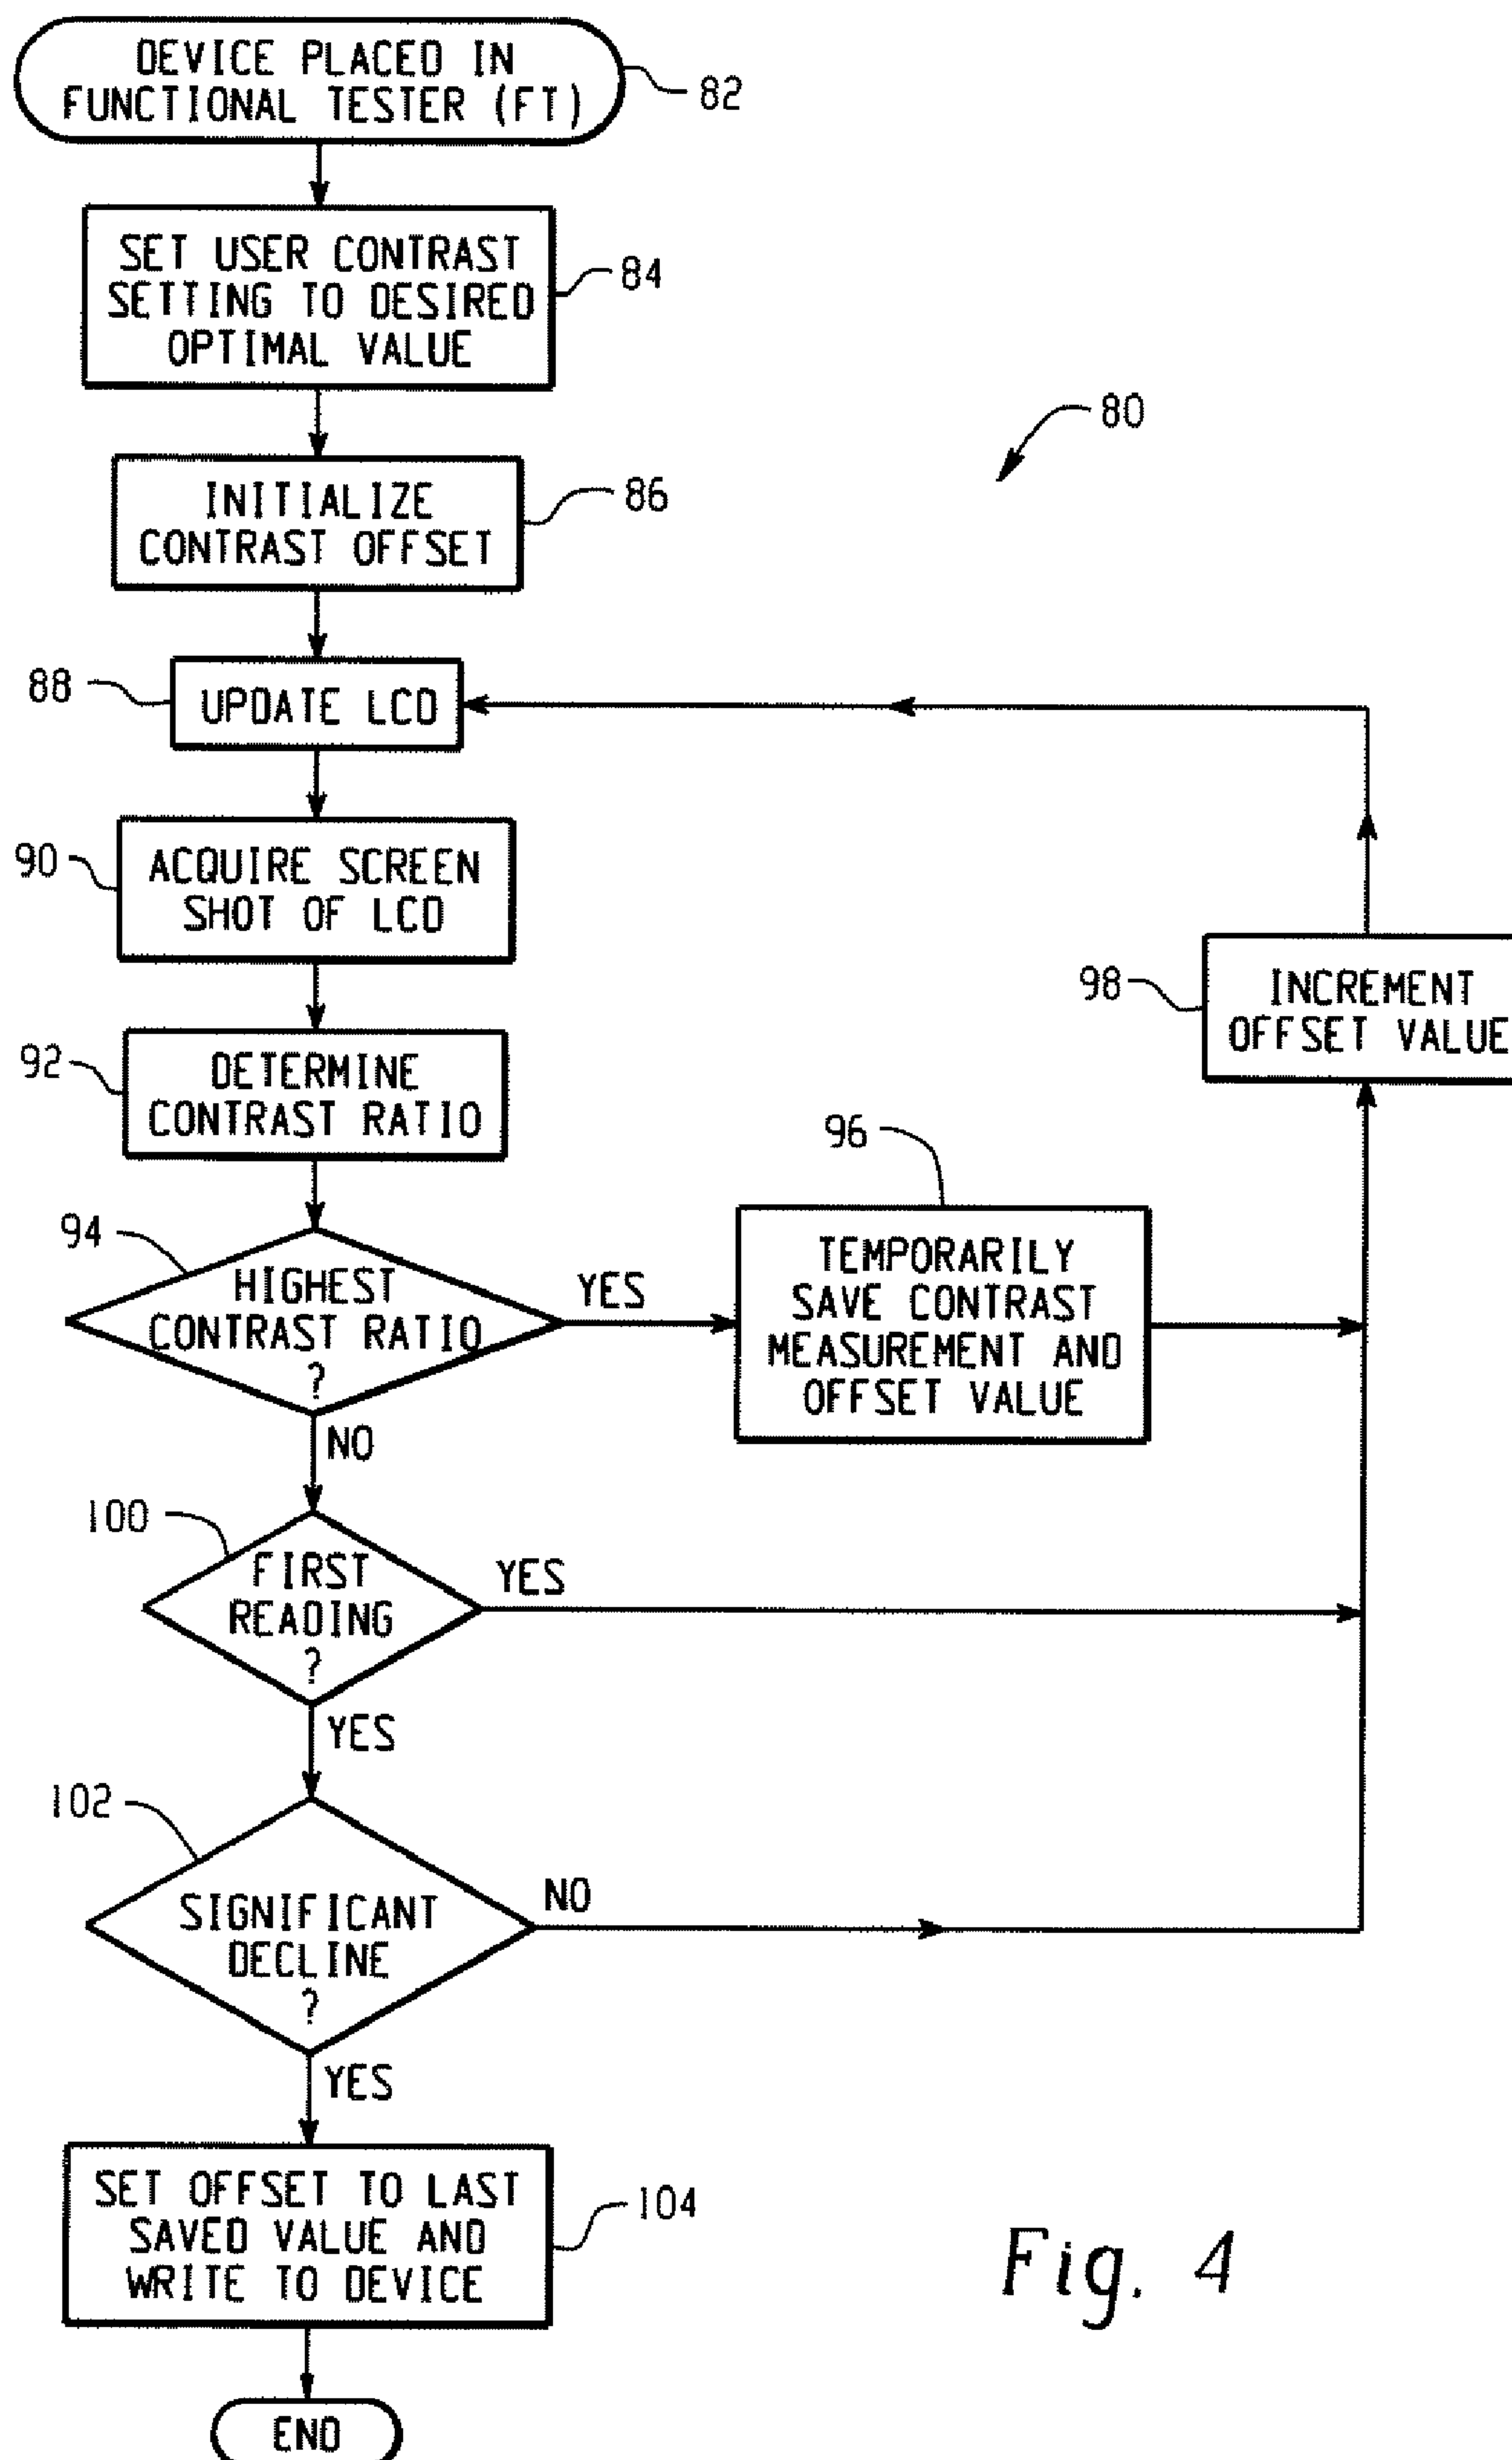 DEVICE PLACED IN
FUNCTIONAL TESTER (FT)
82
SET USER CONTRAST
SETTING TO DESIRED
OPTIMAL VALUE
84
80
INITIALIZE
CONTRAST OFFSET
86
88
UPDATE LCD
90
ACQUIRE SCREEN
SHOT OF LCD
98
INCREMENT
OFFSET VALUE
92
DETERMINE
CONTRAST RATIO
96
94
HIGHEST
CONTRAST RATIO
?
YES
TEMPORARILY
SAVE CONTRAST
MEASUREMENT AND
OFFSET VALUE
NO
100
FIRST
READING
?
YES
YES
102
SIGNIFICANT
DECLINE
?
NO
YES
SET OFFSET TO LAST
SAVED VALUE AND
WRITE TO DEVICE
104
Fig. 4
END